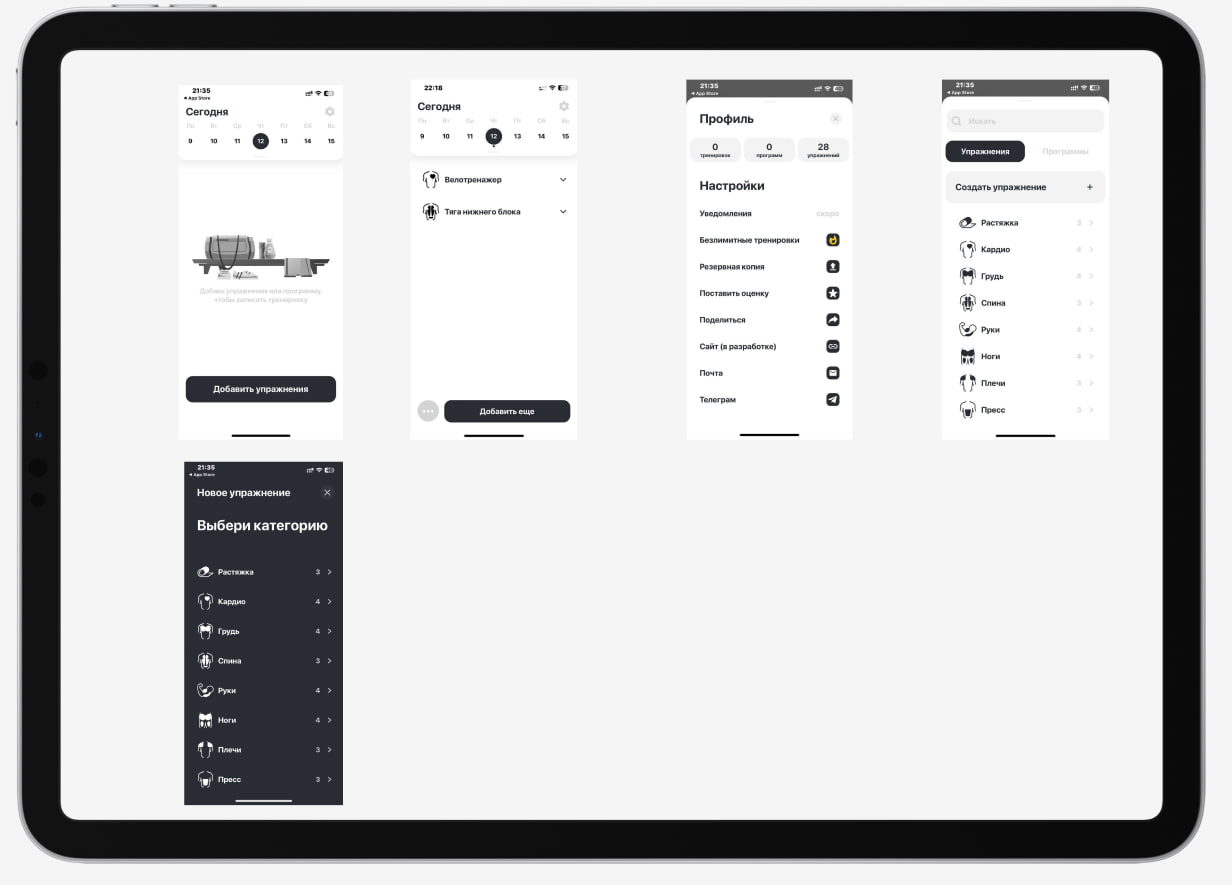 21:35
◂ App Store
Сегодня
Пн Вт Ср Чт Пт Сб Вс
9 10 11 12 13 14 15
Добавь упражнения или программу,
чтобы записать тренировку
Добавить упражнения
22:18
Сегодня
Пн Вт Ср Чт Пт Сб Вс
9 10 11 12 13 14 15
Велотренажер
Тяга нижнего блока
Добавить еще
21:35
◂ App Store
Профиль
0 0 28
тренировок программ упражнений
Настройки
Уведомления скоро
Безлимитные тренировки
Резервная копия
Поставить оценку
Поделиться
Сайт (в разработке)
Почта
Телеграм
21:35
◂ App Store
Искать
Упражнения Программы
Создать упражнение +
Растяжка 3
Кардио 4
Грудь 4
Спина 3
Руки 4
Ноги 4
Плечи 3
Пресс 3
21:35
◂ App Store
Новое упражнение
Выбери категорию
Растяжка 3
Кардио 4
Грудь 4
Спина 3
Руки 4
Ноги 4
Плечи 3
Пресс 3